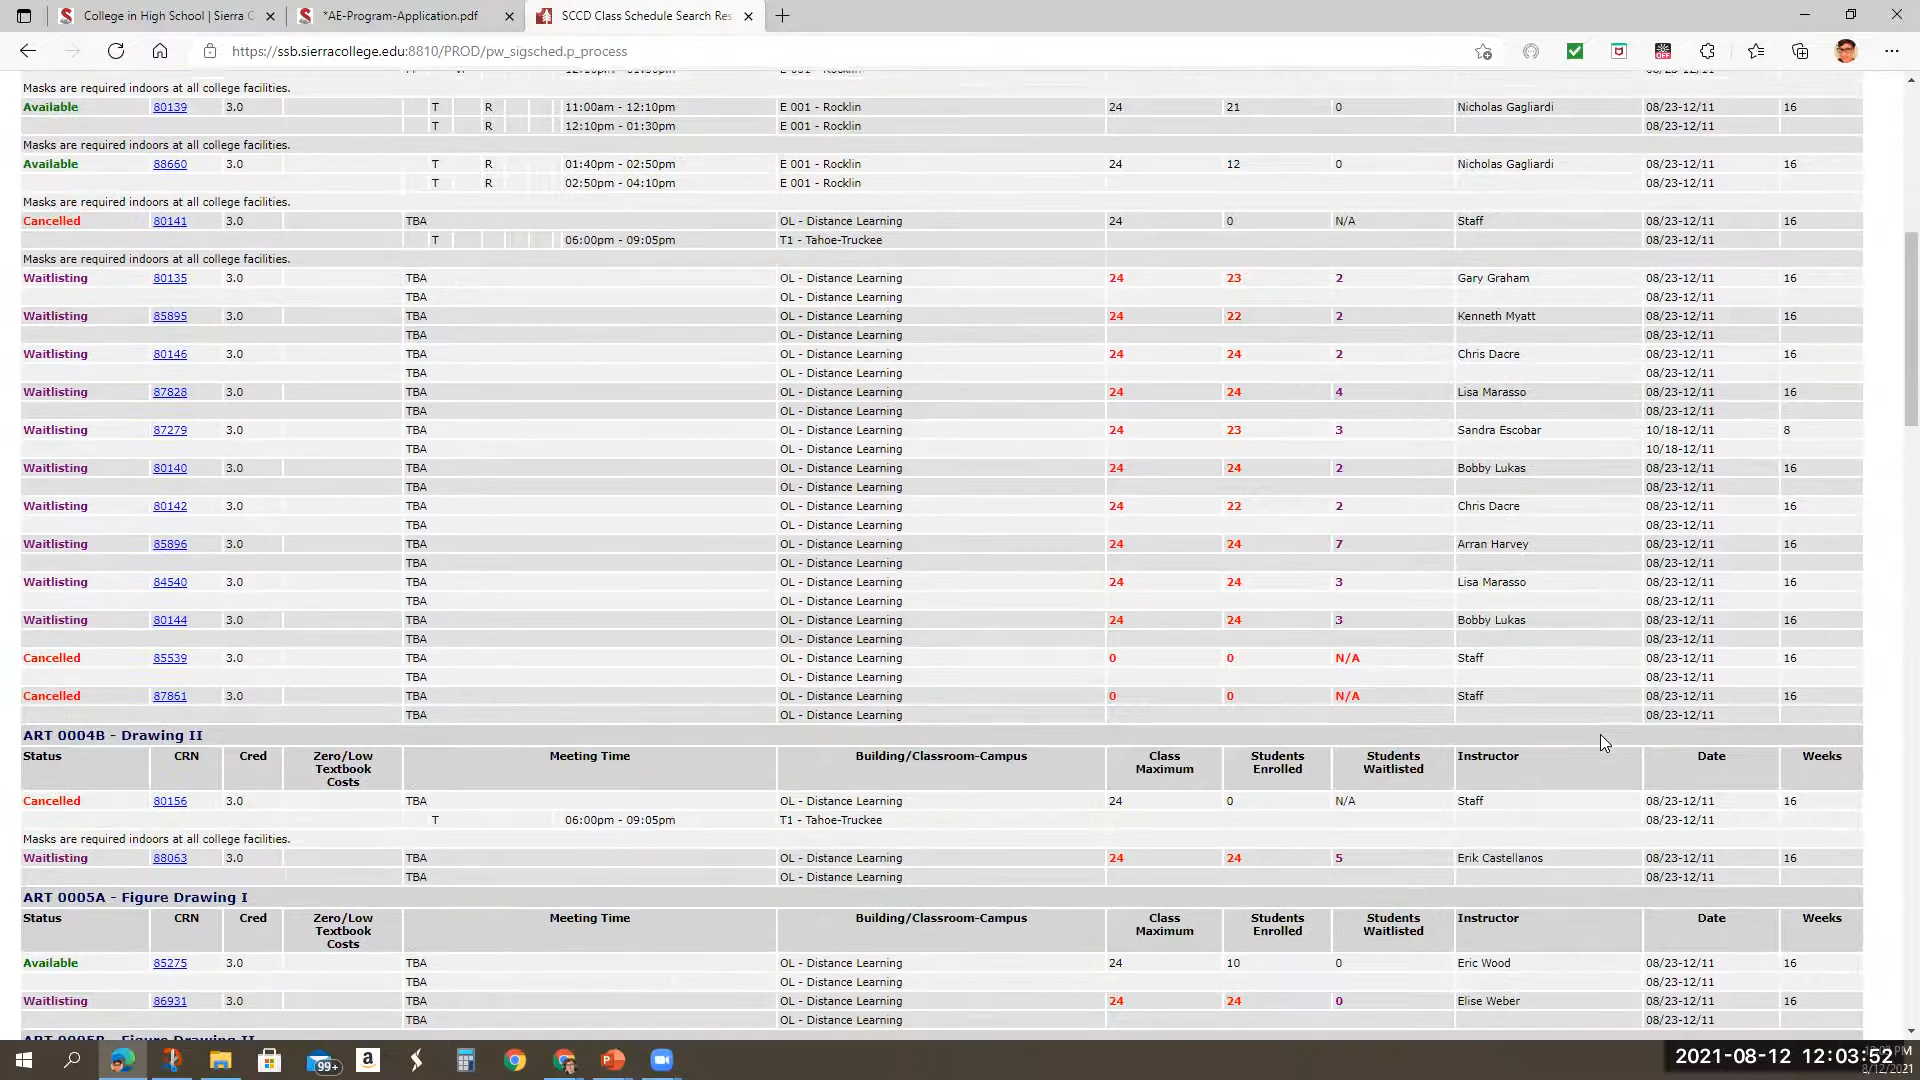 College in High School | Sierra C
*AE-Program-Application.pdf
SCCD Class Schedule Search Res
https://ssb.sierracollege.edu:8810/PROD/pw_sigsched.p_process
Masks are required indoors at all college facilities.
Available 80139 3.0 T R 11:00am - 12:10pm E 001 - Rocklin 24 21 0 Nicholas Gagliardi 08/23-12/11 16
T R 12:10pm - 01:30pm E 001 - Rocklin 08/23-12/11
Masks are required indoors at all college facilities.
Available 88660 3.0 T R 01:40pm - 02:50pm E 001 - Rocklin 24 12 0 Nicholas Gagliardi 08/23-12/11 16
T R 02:50pm - 04:10pm E 001 - Rocklin 08/23-12/11
Masks are required indoors at all college facilities.
Cancelled 80141 3.0 TBA OL - Distance Learning 24 0 N/A Staff 08/23-12/11 16
T 06:00pm - 09:05pm T1 - Tahoe-Truckee 08/23-12/11
Masks are required indoors at all college facilities.
Waitlisting 80135 3.0 TBA OL - Distance Learning 24 23 2 Gary Graham 08/23-12/11 16
TBA OL - Distance Learning 08/23-12/11
Waitlisting 85895 3.0 TBA OL - Distance Learning 24 22 2 Kenneth Myatt 08/23-12/11 16
TBA OL - Distance Learning 08/23-12/11
Waitlisting 80146 3.0 TBA OL - Distance Learning 24 24 2 Chris Dacre 08/23-12/11 16
TBA OL - Distance Learning 08/23-12/11
Waitlisting 87828 3.0 TBA OL - Distance Learning 24 24 4 Lisa Marasso 08/23-12/11 16
TBA OL - Distance Learning 08/23-12/11
Waitlisting 87279 3.0 TBA OL - Distance Learning 24 23 3 Sandra Escobar 10/18-12/11 8
TBA OL - Distance Learning 10/18-12/11
Waitlisting 80140 3.0 TBA OL - Distance Learning 24 24 2 Bobby Lukas 08/23-12/11 16
TBA OL - Distance Learning 08/23-12/11
Waitlisting 80142 3.0 TBA OL - Distance Learning 24 22 2 Chris Dacre 08/23-12/11 16
TBA OL - Distance Learning 08/23-12/11
Waitlisting 85896 3.0 TBA OL - Distance Learning 24 24 7 Arran Harvey 08/23-12/11 16
TBA OL - Distance Learning 08/23-12/11
Waitlisting 84540 3.0 TBA OL - Distance Learning 24 24 3 Lisa Marasso 08/23-12/11 16
TBA OL - Distance Learning 08/23-12/11
Waitlisting 80144 3.0 TBA OL - Distance Learning 24 24 3 Bobby Lukas 08/23-12/11 16
TBA OL - Distance Learning 08/23-12/11
Cancelled 85539 3.0 TBA OL - Distance Learning 0 0 N/A Staff 08/23-12/11 16
TBA OL - Distance Learning 08/23-12/11
Cancelled 87861 3.0 TBA OL - Distance Learning 0 0 N/A Staff 08/23-12/11 16
TBA OL - Distance Learning 08/23-12/11
ART 0004B - Drawing II
Status CRN Cred Zero/Low Textbook Costs Meeting Time Building/Classroom-Campus Class Maximum Students Enrolled Students Waitlisted Instructor Date Weeks
Cancelled 80156 3.0 TBA OL - Distance Learning 24 0 N/A Staff 08/23-12/11 16
T 06:00pm - 09:05pm T1 - Tahoe-Truckee 08/23-12/11
Masks are required indoors at all college facilities.
Waitlisting 88063 3.0 TBA OL - Distance Learning 24 24 5 Erik Castellanos 08/23-12/11 16
TBA OL - Distance Learning 08/23-12/11
ART 0005A - Figure Drawing I
Status CRN Cred Zero/Low Textbook Costs Meeting Time Building/Classroom-Campus Class Maximum Students Enrolled Students Waitlisted Instructor Date Weeks
Available 85275 3.0 TBA OL - Distance Learning 24 10 0 Eric Wood 08/23-12/11 16
TBA OL - Distance Learning 08/23-12/11
Waitlisting 86931 3.0 TBA OL - Distance Learning 24 24 0 Elise Weber 08/23-12/11 16
TBA OL - Distance Learning 08/23-12/11
99+
2021-08-12 12:03:52
8/12/2021